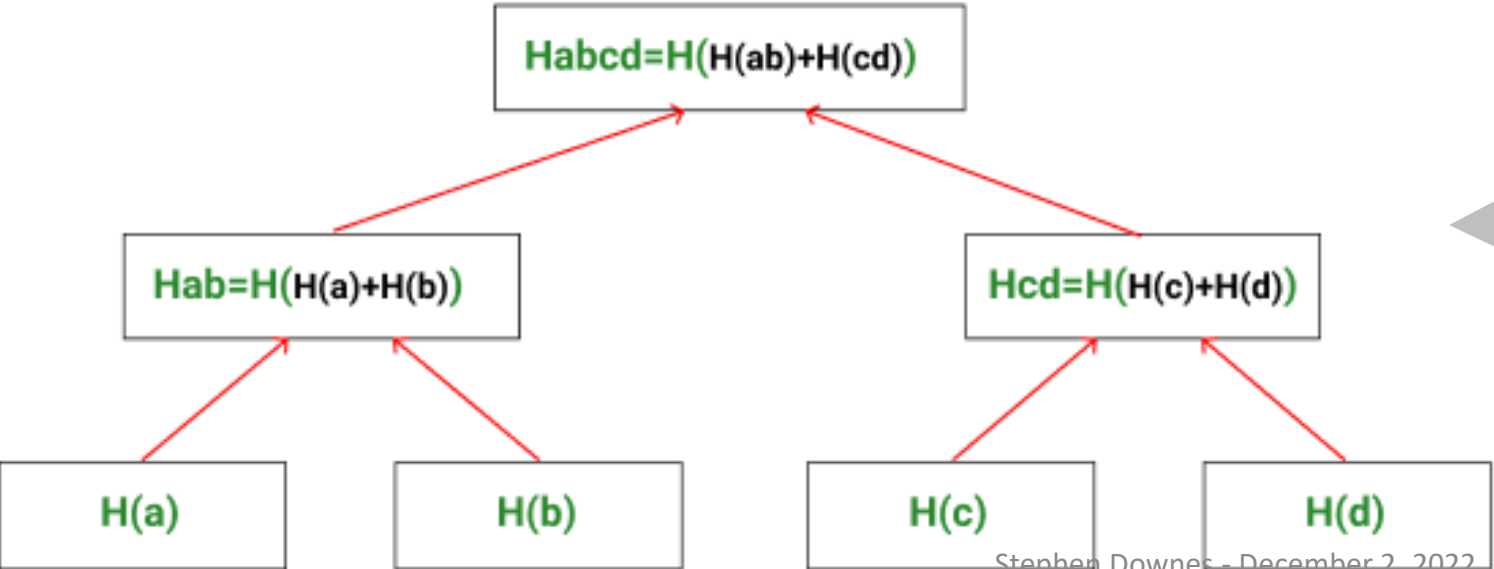 Habcd=H(H(ab)+H(cd))
Hab=H(H(a)+H(b))
Hcd=H(H(c)+H(d))
H(a)
H(b)
H(c)
H(d)
Stephen Downes - December 2, 2022